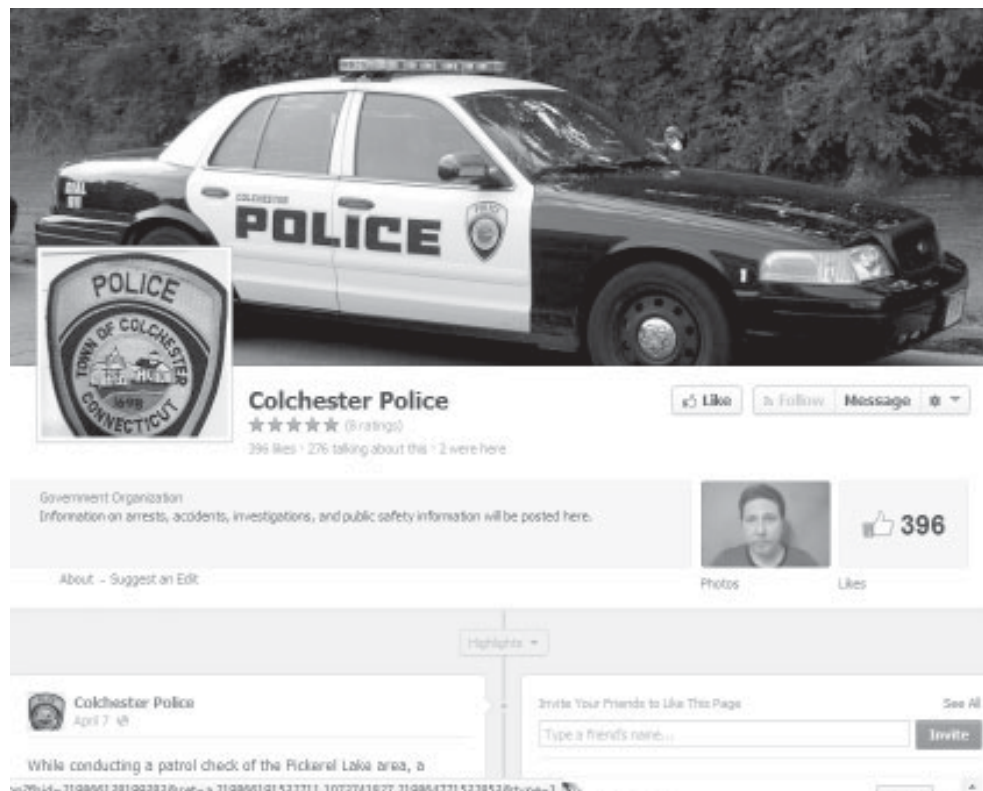 COLCHESTER
POLICE
POLICE
TOWN OF COLCHESTER
1698
CONNECTICUT
Colchester Police
(8 ratings)
396 likes · 276 talking about this · 2 were here
Like
Follow
Message
Government Organization
Information on arrests, accidents, investigations, and public safety information will be posted here.
396
About – Suggest an Edit
Photos
Likes
Highlights
Colchester Police
April 7
While conducting a patrol check of the Pickerel Lake area, a
Invite Your Friends to Like This Page
See All
Type a friend's name...
Invite